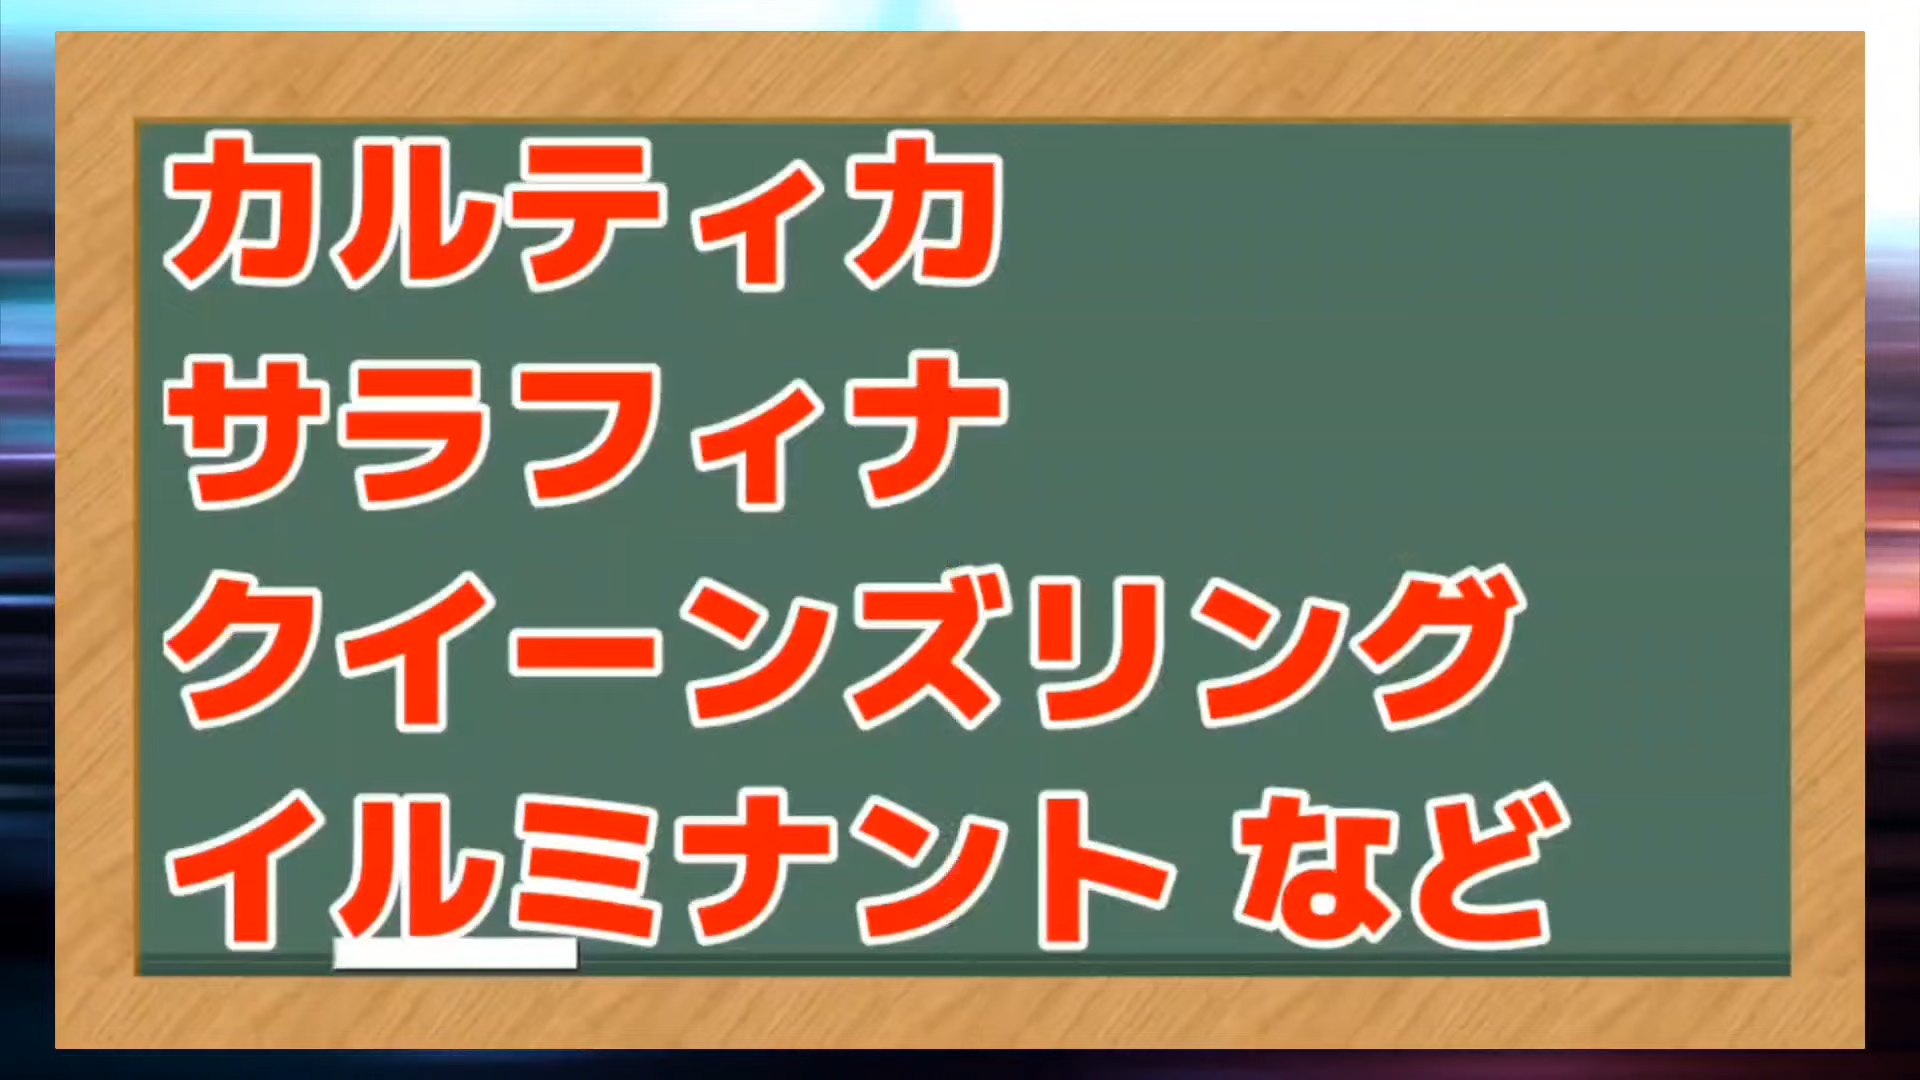 カルティカ
サラフィナ
クイーンズリング
イルミナント など